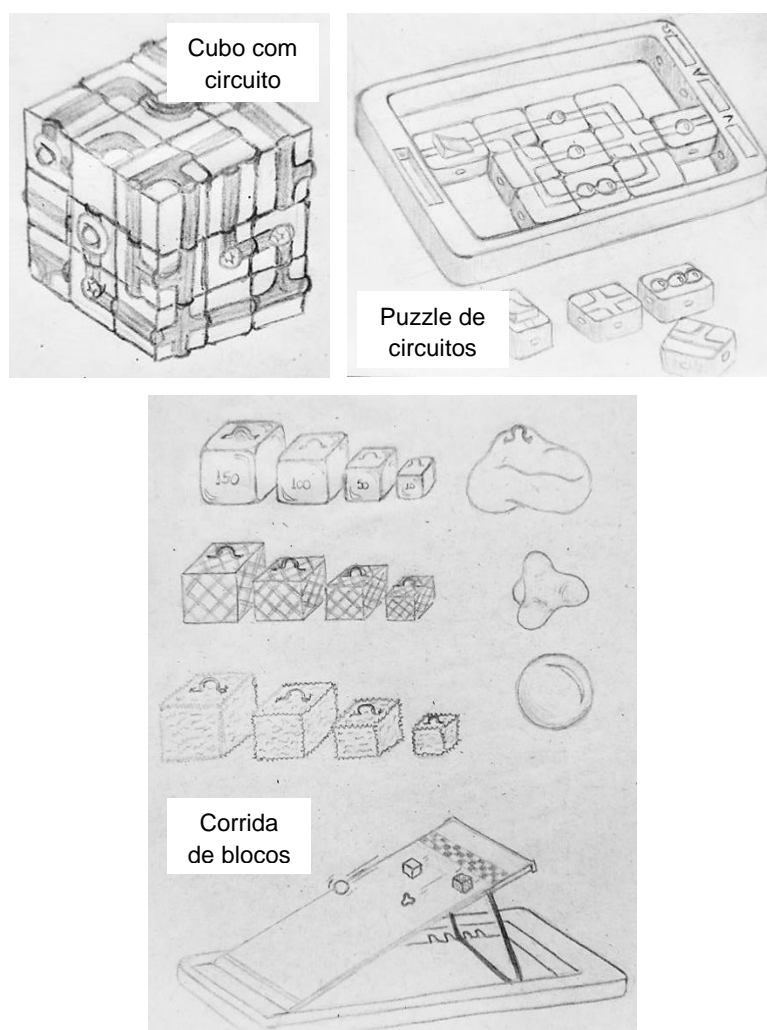 Cubo com
circuito
Puzzle de
circuitos
150
100
50
10
Corrida
de blocos